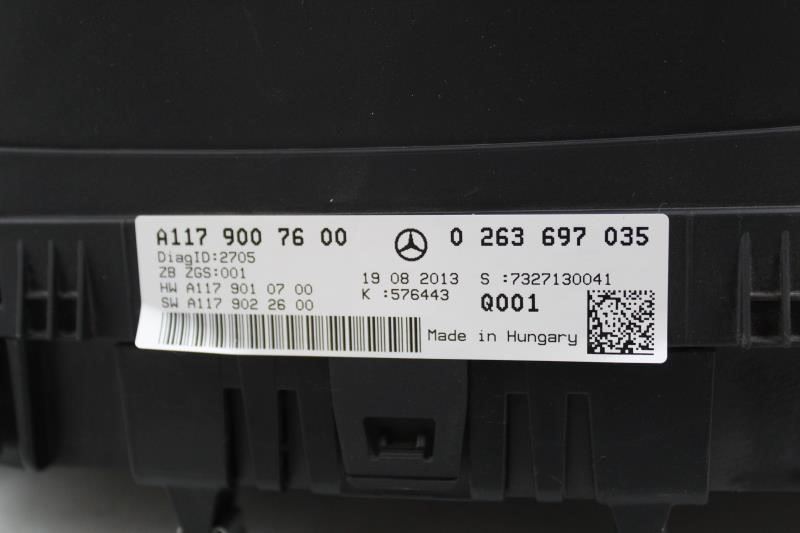 A117 900 76 00 0 263 697 035
DiagID:2705
ZB ZGS:001
HW A117 901 07 00
SW A117 902 26 00
19 08 2013 S :7327130041
K :576443 Q001
Made in Hungary